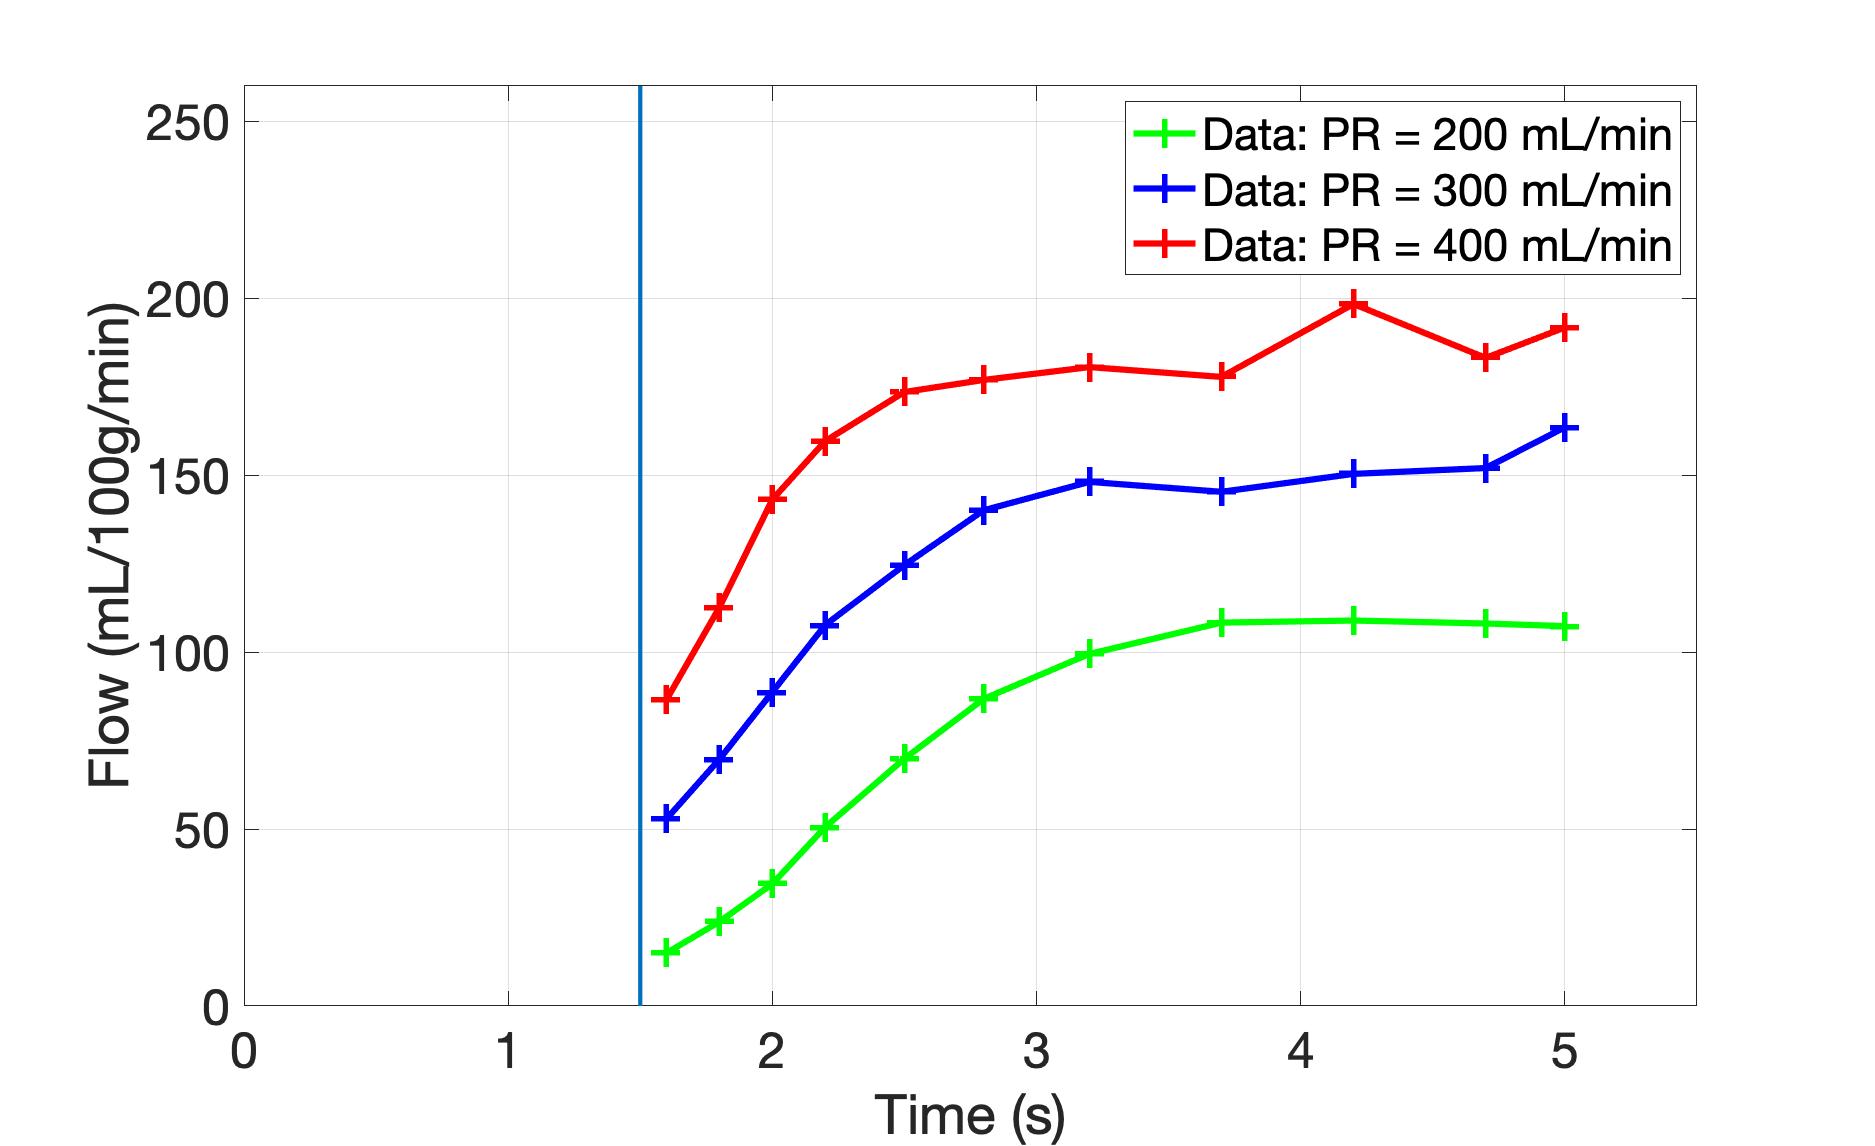 250
200
150
100
50
0
0 1 2 3 4 5
Flow (mL/100g/min)
Time (s)
Data: PR = 200 mL/min
Data: PR = 300 mL/min
Data: PR = 400 mL/min